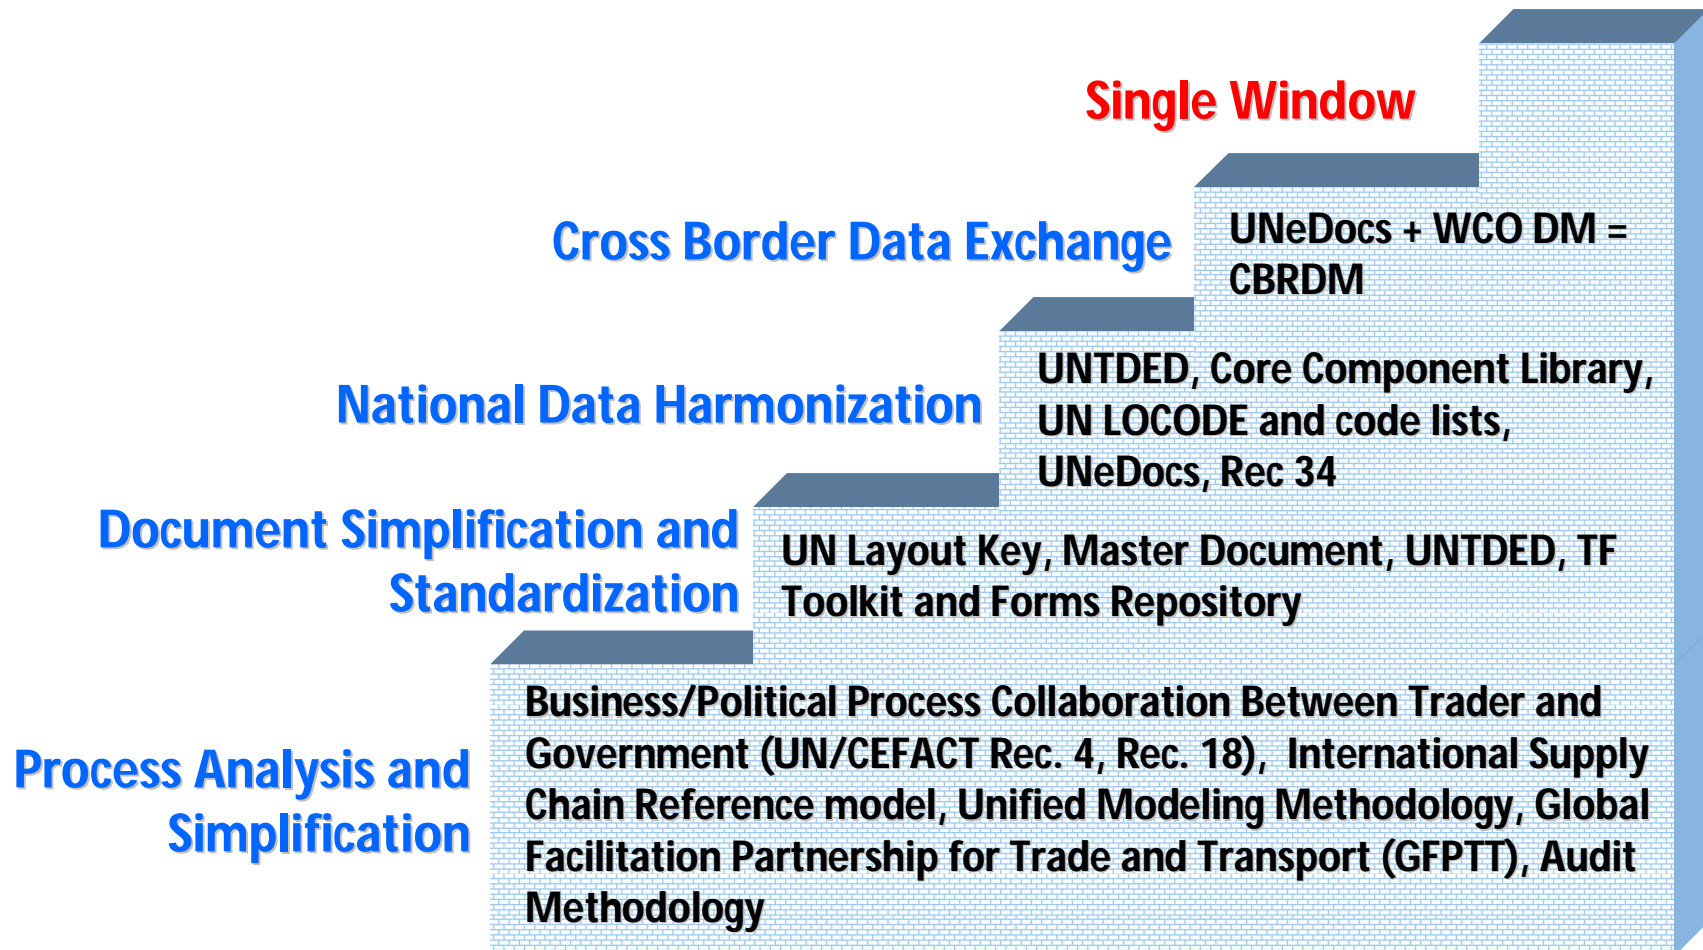 Single Window
Cross Border Data Exchange
UNeDocs + WCO DM =
CBRDM
National Data Harmonization
UNTDED, Core Component Library,
UN LOCODE and code lists,
UNeDocs, Rec 34
Document Simplification and
Standardization
UN Layout Key, Master Document, UNTDED, TF
Toolkit and Forms Repository
Process Analysis and
Simplification
Business/Political Process Collaboration Between Trader and
Government (UN/CEFACT Rec. 4, Rec. 18), International Supply
Chain Reference model, Unified Modeling Methodology, Global
Facilitation Partnership for Trade and Transport (GFPTT), Audit
Methodology